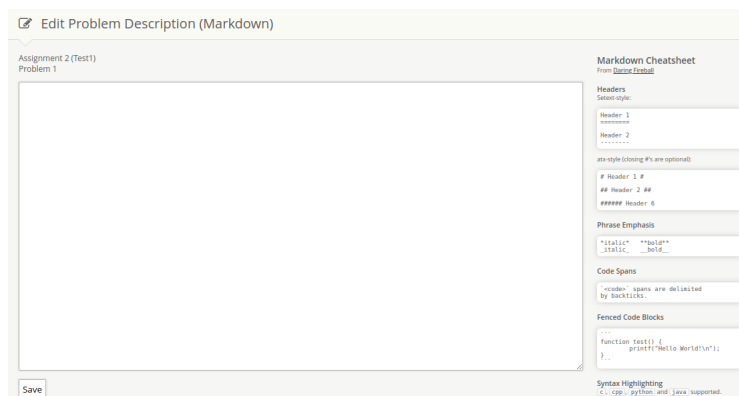 Edit Problem Description (Markdown)
Assignment 2 (Test1)
Problem 1
Save
Markdown Cheatsheet
From Daring Fireball
Headers
Setext-style:
Header 1
========
Header 2
--------
atx-style (closing #'s are optional):
# Header 1 #
## Header 2 ##
###### Header 6
Phrase Emphasis
*italic*   **bold**
_italic_   __bold__
Code Spans
`<code>` spans are delimited
by backticks.
Fenced Code Blocks
```
function test() {
        printf("Hello World!\n");
}
```
Syntax Highlighting
c, cpp, python and java supported.